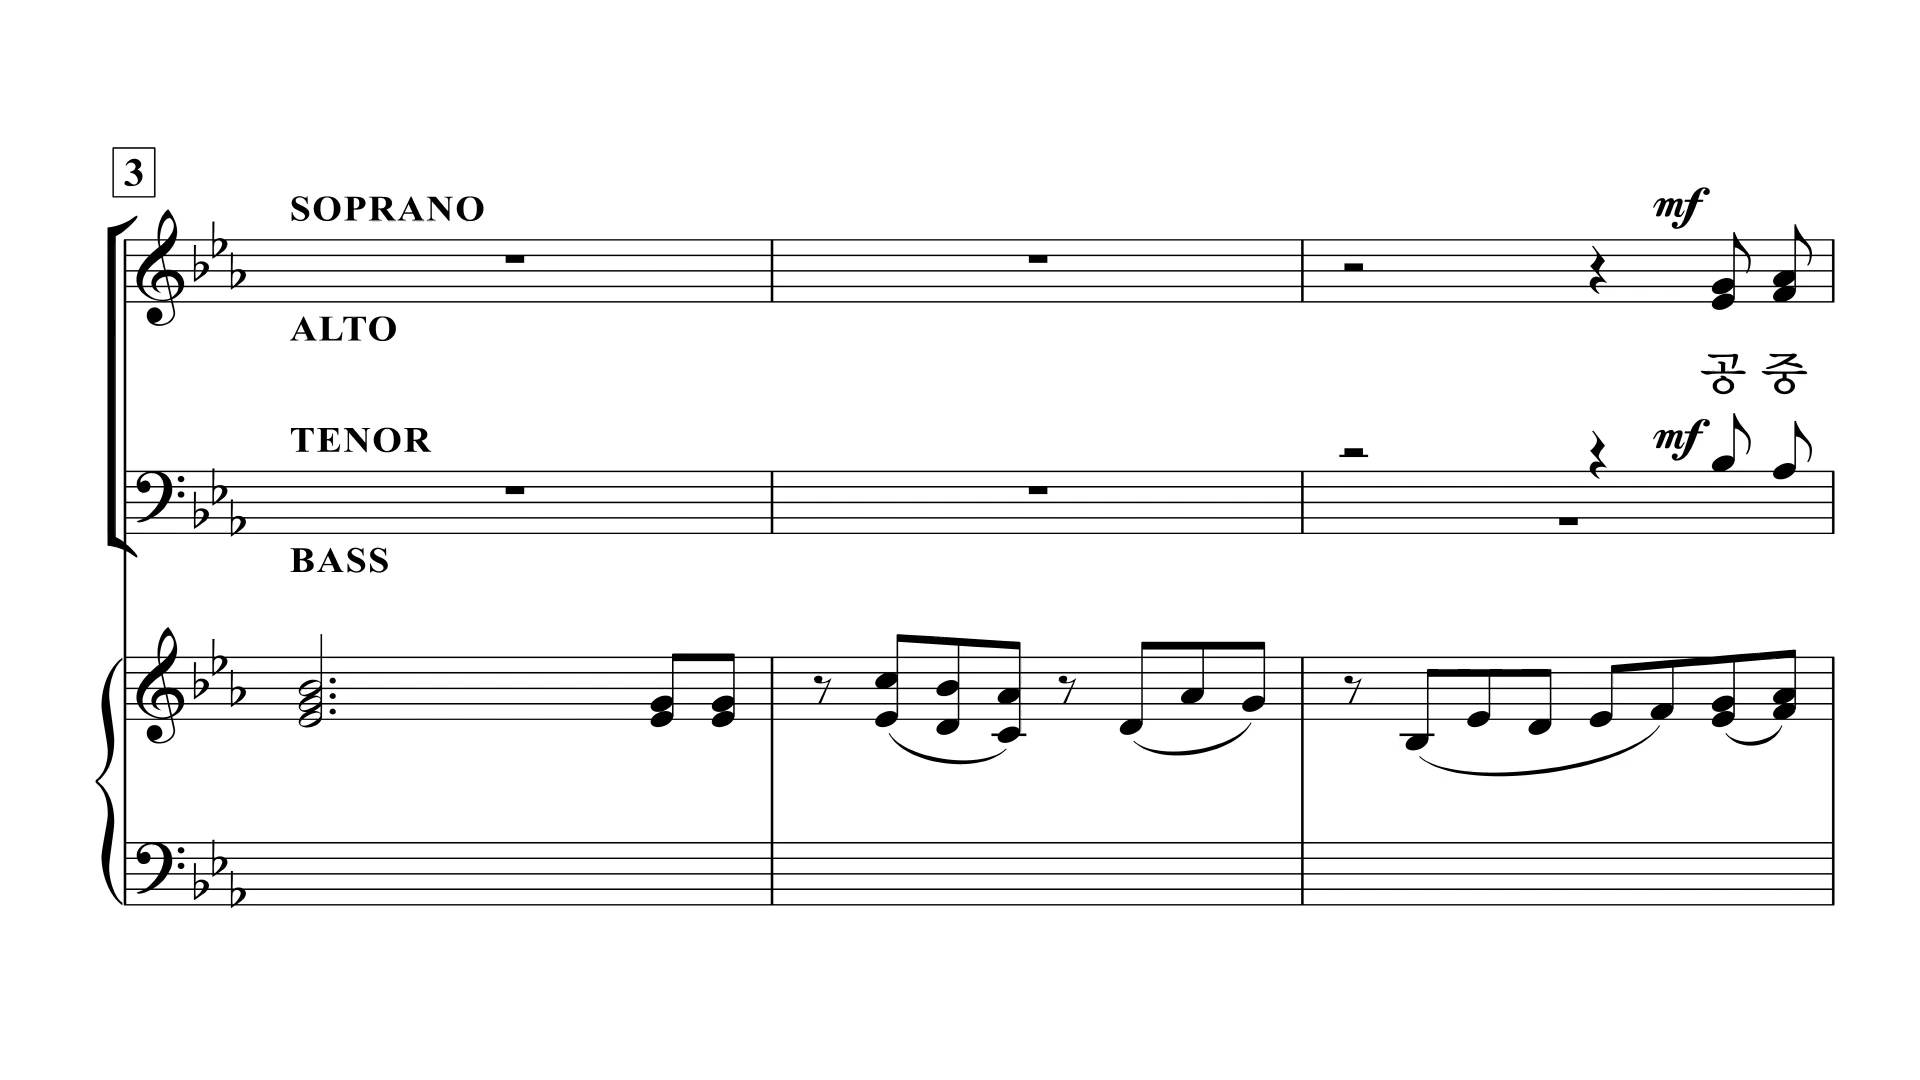 3
SOPRANO
mf
ALTO
공 중
TENOR
mf
BASS